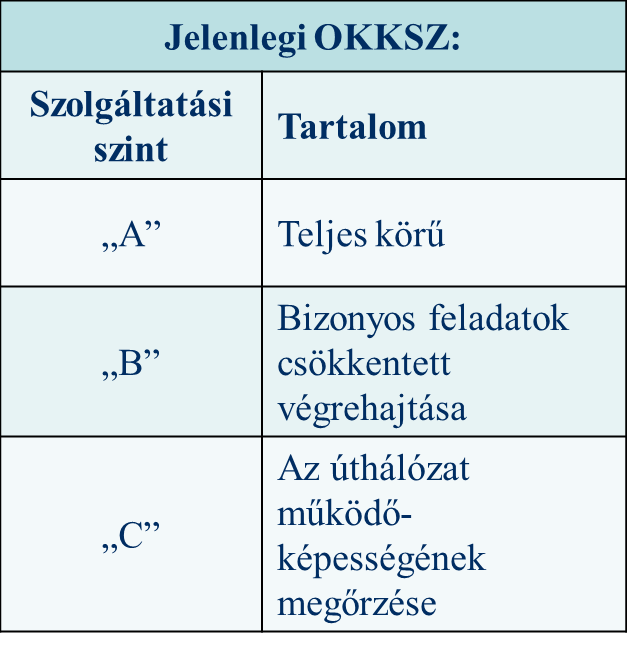 Jelenlegi OKKSZ:
Szolgáltatási
szint
Tartalom
„A”
Teljes körű
„B”
Bizonyos feladatok
csökkentett
végrehajtása
„C”
Az úthálózat
működő-
képességének
megőrzése